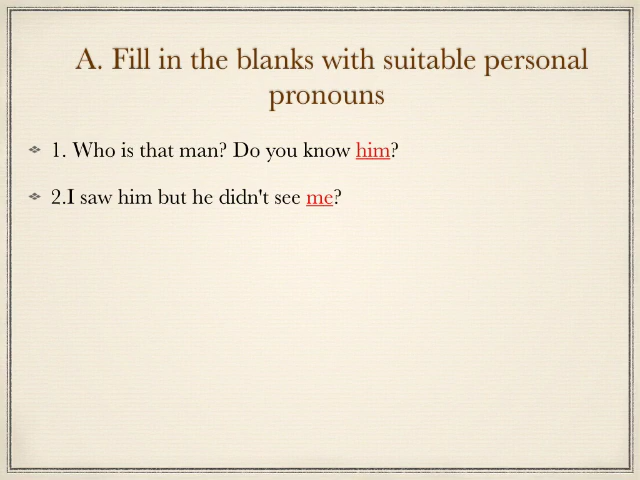 A. Fill in the blanks with suitable personal
pronouns
1. Who is that man? Do you know him?
2.I saw him but he didn't see me?